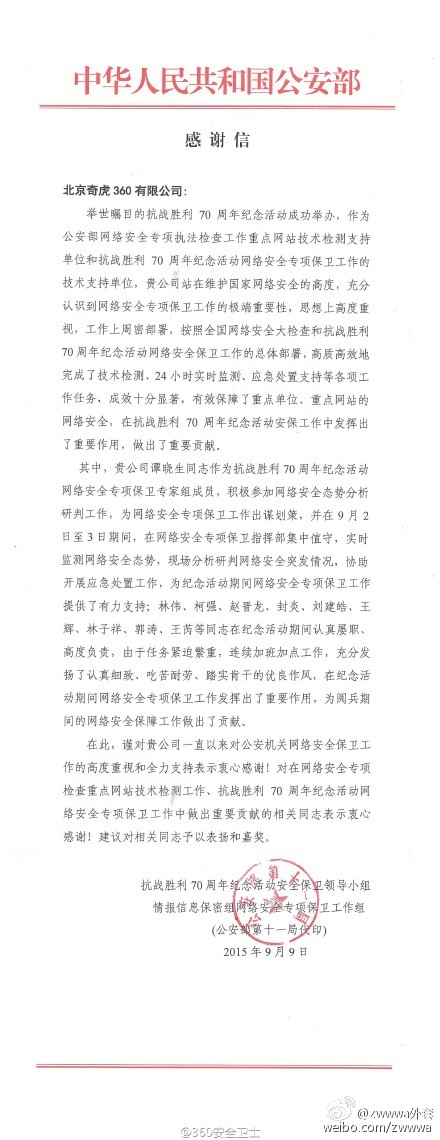 中华人民共和国公安部
感谢信
北京奇虎360有限公司：
举世瞩目的抗战胜利 70 周年纪念活动成功举办，作为
公安部网络安全专项执法检查工作重点网站技术检测支持
单位和抗战胜利 70 周年纪念活动网络安全专项保卫工作的
技术支持单位，贵公司站在维护国家网络安全的高度，充分
认识到网络安全专项保卫工作的极端重要性，思想上高度重
视，工作上周密部署，按照全国网络安全大检查和抗战胜利
70 周年纪念活动网络安全保卫工作的总体部署，高质高效地
完成了技术检测、24 小时实时监测、应急处置支持等各项工
作任务，成效十分显著，有效保障了重点单位、重点网站的
网络安全，在抗战胜利 70 周年纪念活动安保工作中发挥出
了重要作用，做出了重要贡献。
其中，贵公司谭晓生同志作为抗战胜利 70 周年纪念活动
网络安全专项保卫专家组成员，积极参加网络安全态势分析
研判工作，为网络安全专项保卫工作出谋划策，并在 9 月 2
日至 3 日期间，在网络安全专项保卫指挥部集中值守，实时
监测网络安全态势，现场分析研判网络安全突发情况，协助
开展应急处置工作，为纪念活动期间网络安全专项保卫工作
提供了有力支持；林伟、柯强、赵晋龙、封炎、刘建皓、王
辉、林子祥、郭涛、王芮等同志在纪念活动期间认真屡职、
高度负责，由于任务紧迫繁重，连续加班加点工作，充分发
扬了认真细致、吃苦耐劳、踏实肯干的优良作风，在纪念活
动期间网络安全专项保卫工作发挥出了重要作用，为阅兵期
间的网络安全保障工作做出了贡献。
在此，谨对贵公司一直以来对公安机关网络安全保卫工
作的高度重视和全力支持表示衷心感谢！对在网络安全专项
检查重点网站技术检测工作、抗战胜利 70 周年纪念活动网
络安全专项保卫工作中做出重要贡献的相关同志表示衷心
感谢！建议对相关同志予以表扬和嘉奖。
抗战胜利 70 周年纪念活动安全保卫领导小组
情报信息保密组网络安全专项保卫工作组
(公安部第十一局代印)
2015 年 9 月 9 日
公安部第十一局
@360安全卫士
@zwwwa外套
weibo.com/zwwwa